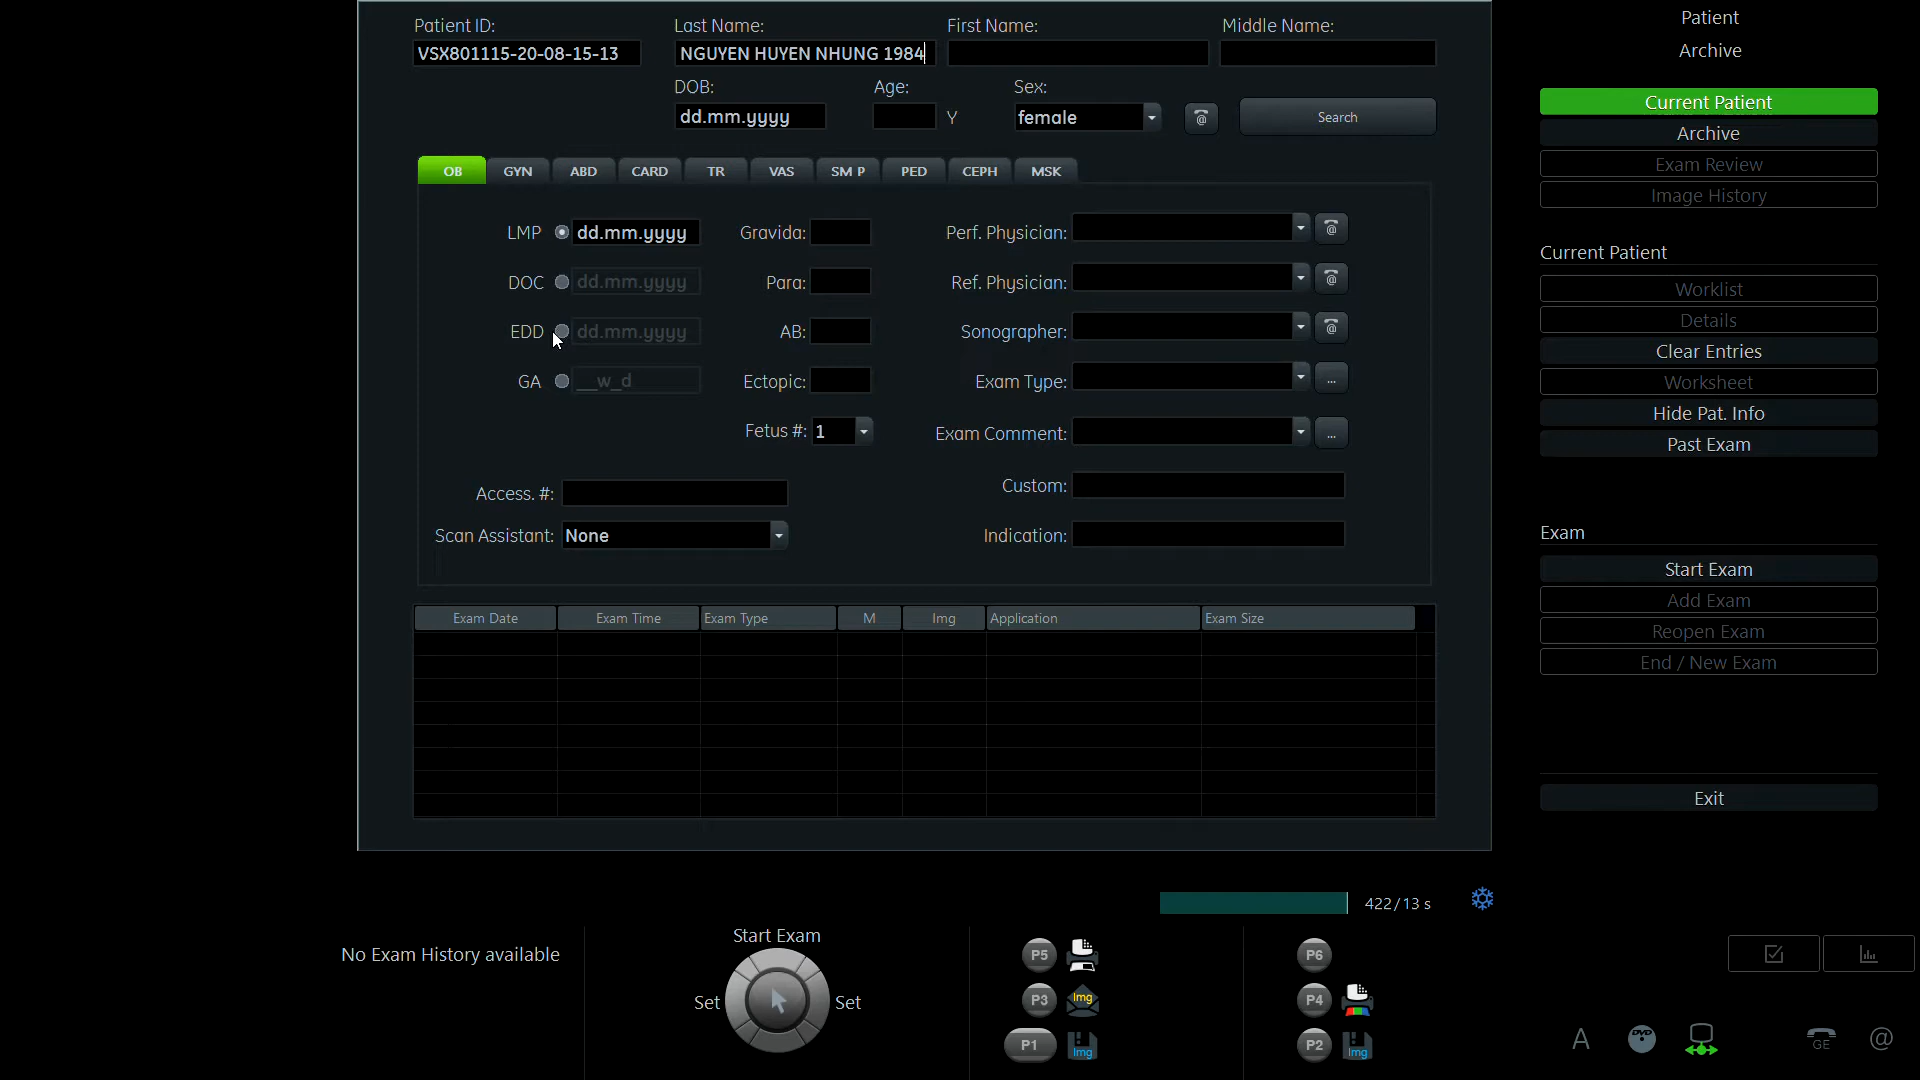 Patient ID: Last Name: First Name: Middle Name:
VSX801115-20-08-15-13 NGUYEN HUYEN NHUNG 1984
DOB: Age: Sex:
dd.mm.yyyy Y female Search
OB GYN ABD CARD TR VAS SM P PED CEPH MSK
LMP dd.mm.yyyy Gravida: Perf. Physician:
DOC dd.mm.yyyy Para: Ref. Physician:
EDD dd.mm.yyyy AB: Sonographer:
GA __w_d Ectopic: Exam Type: ...
Fetus #: 1 Exam Comment: ...
Access. #: Custom:
Scan Assistant: None Indication:
Exam Date Exam Time Exam Type M Img Application Exam Size
422/13 s
No Exam History available
Start Exam
Set Set
P5 P6
P3 Img P4
P1 Img P2 Img
Patient
Archive
Current Patient
Archive
Exam Review
Image History
Current Patient
Worklist
Details
Clear Entries
Worksheet
Hide Pat. Info
Past Exam
Exam
Start Exam
Add Exam
Reopen Exam
End / New Exam
Exit
A DVD GE @